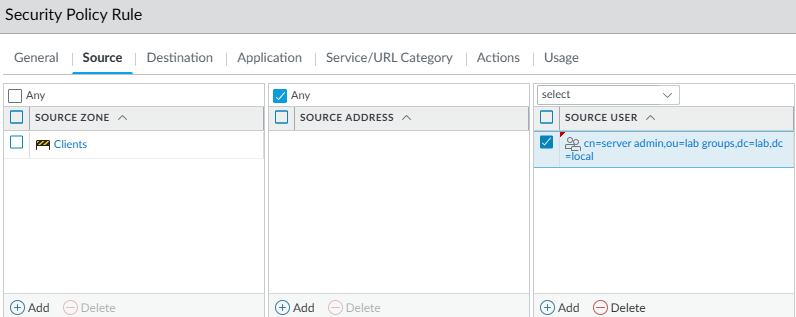 Security Policy Rule
General | Source | Destination | Application | Service/URL Category | Actions | Usage
Any
SOURCE ZONE
Clients
Add Delete
Any
SOURCE ADDRESS
Add Delete
select
SOURCE USER
cn=server admin,ou=lab groups,dc=lab,dc
=local
Add Delete